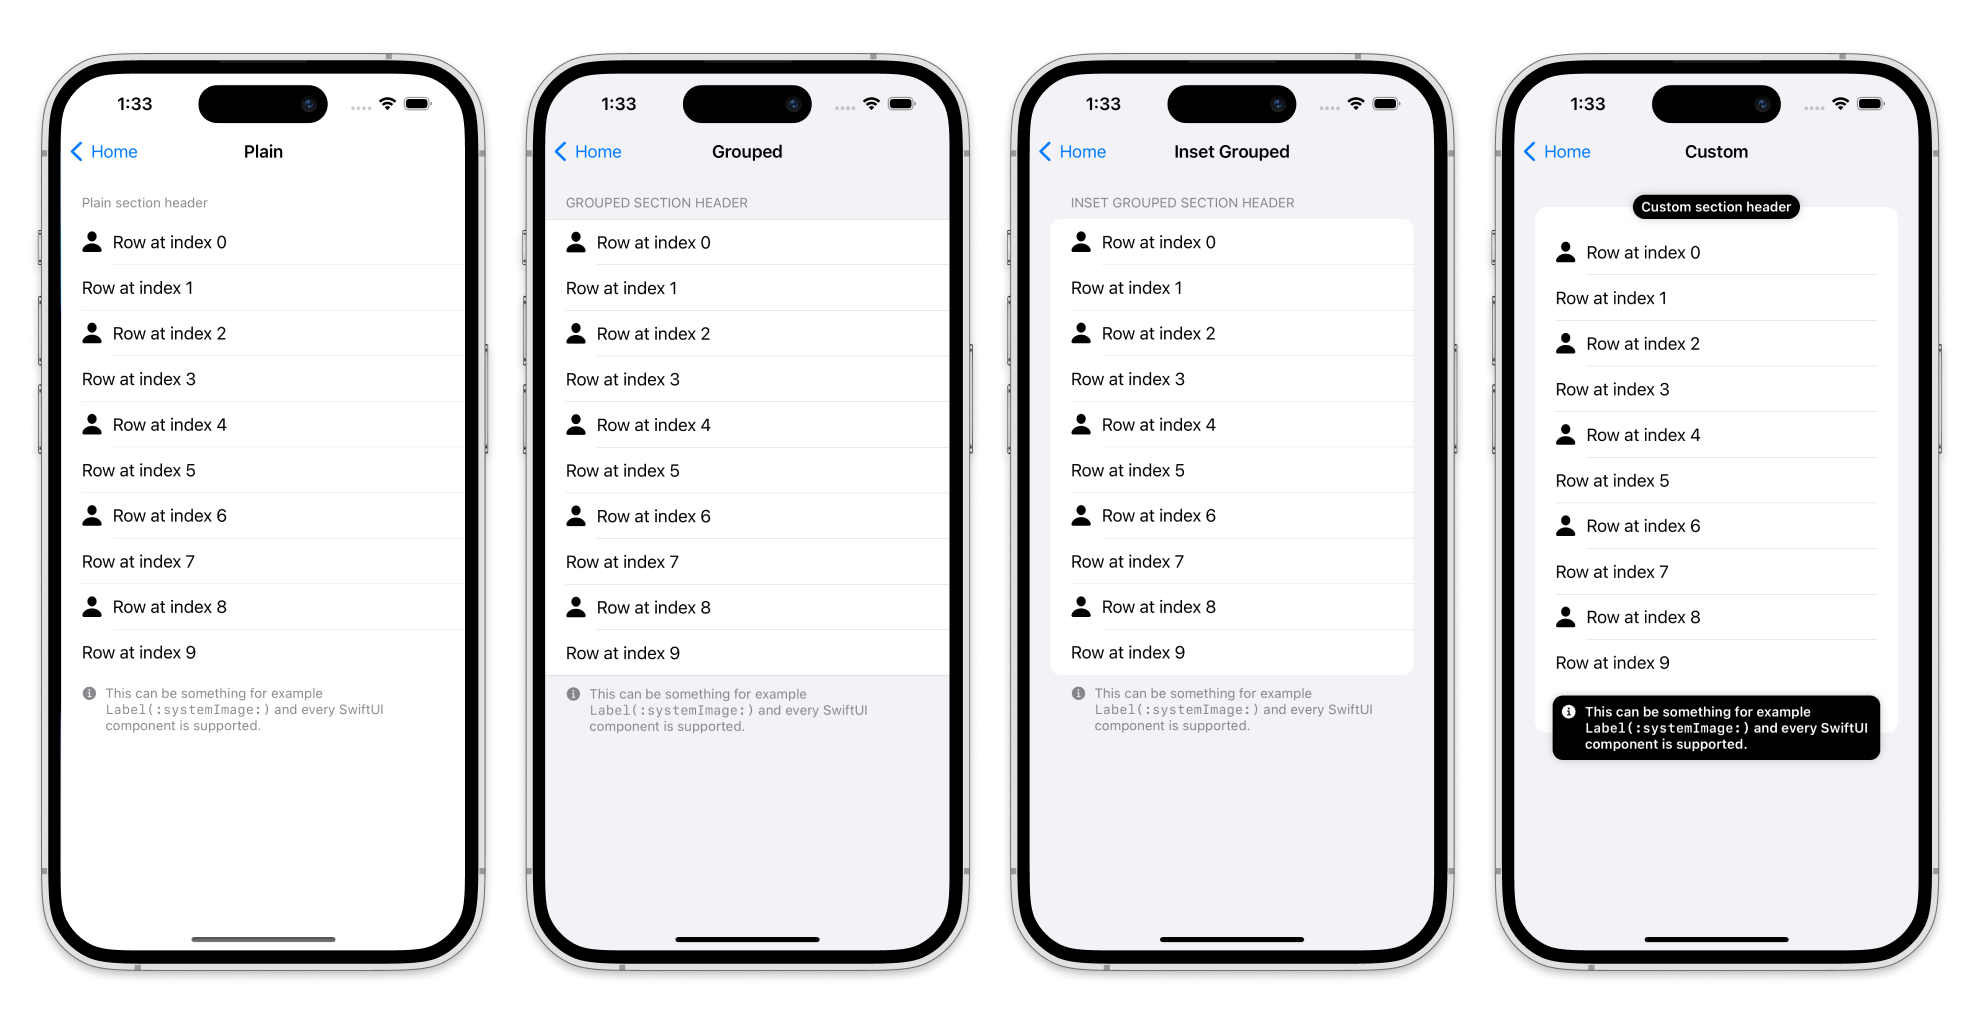 1:33
Home
Plain
Plain section header
Row at index 0
Row at index 1
Row at index 2
Row at index 3
Row at index 4
Row at index 5
Row at index 6
Row at index 7
Row at index 8
Row at index 9
This can be something for example
Label(:systemImage:) and every SwiftUI
component is supported.
1:33
Home
Grouped
GROUPED SECTION HEADER
Row at index 0
Row at index 1
Row at index 2
Row at index 3
Row at index 4
Row at index 5
Row at index 6
Row at index 7
Row at index 8
Row at index 9
This can be something for example
Label(:systemImage:) and every SwiftUI
component is supported.
1:33
Home
Inset Grouped
INSET GROUPED SECTION HEADER
Row at index 0
Row at index 1
Row at index 2
Row at index 3
Row at index 4
Row at index 5
Row at index 6
Row at index 7
Row at index 8
Row at index 9
This can be something for example
Label(:systemImage:) and every SwiftUI
component is supported.
1:33
Home
Custom
Custom section header
Row at index 0
Row at index 1
Row at index 2
Row at index 3
Row at index 4
Row at index 5
Row at index 6
Row at index 7
Row at index 8
Row at index 9
This can be something for example
Label(:systemImage:) and every SwiftUI
component is supported.